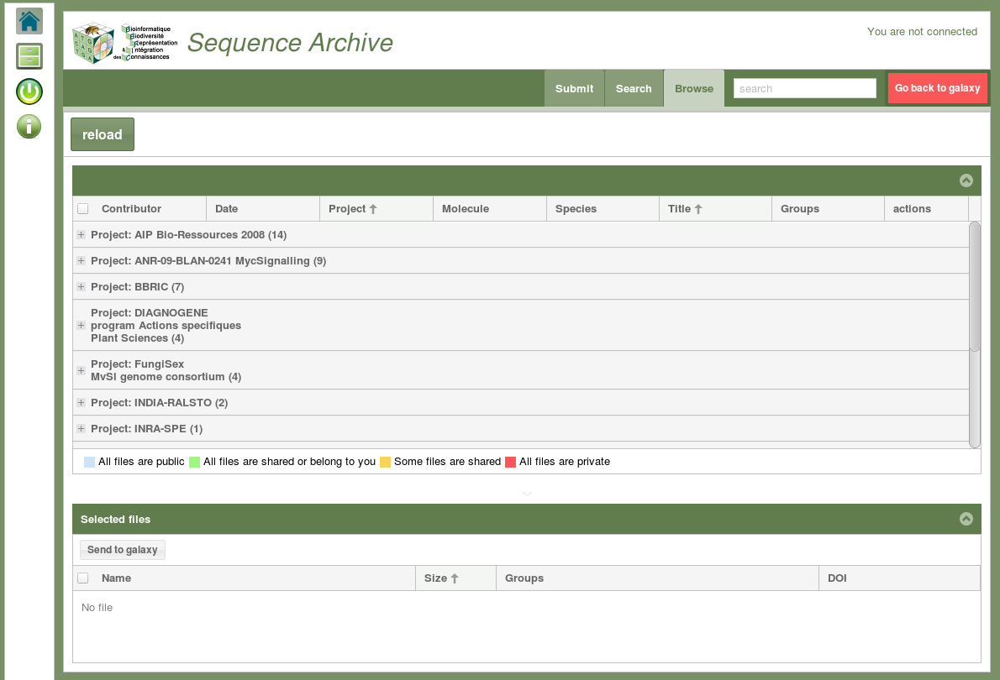 Bioinformatique
Biodiversité
Représentation
& Intégration
des Connaissances
Sequence Archive
You are not connected
Submit
Search
Browse
search
Go back to galaxy
reload
Contributor
Date
Project
Molecule
Species
Title
Groups
actions
Project: AIP Bio-Ressources 2008 (14)
Project: ANR-09-BLAN-0241 MycSignalling (9)
Project: BBRIC (7)
Project: DIAGNOGENE
program Actions specifiques
Plant Sciences (4)
Project: FungiSex
MvSl genome consortium (4)
Project: INDIA-RALSTO (2)
Project: INRA-SPE (1)
All files are public
All files are shared or belong to you
Some files are shared
All files are private
Selected files
Send to galaxy
Name
Size
Groups
DOI
No file